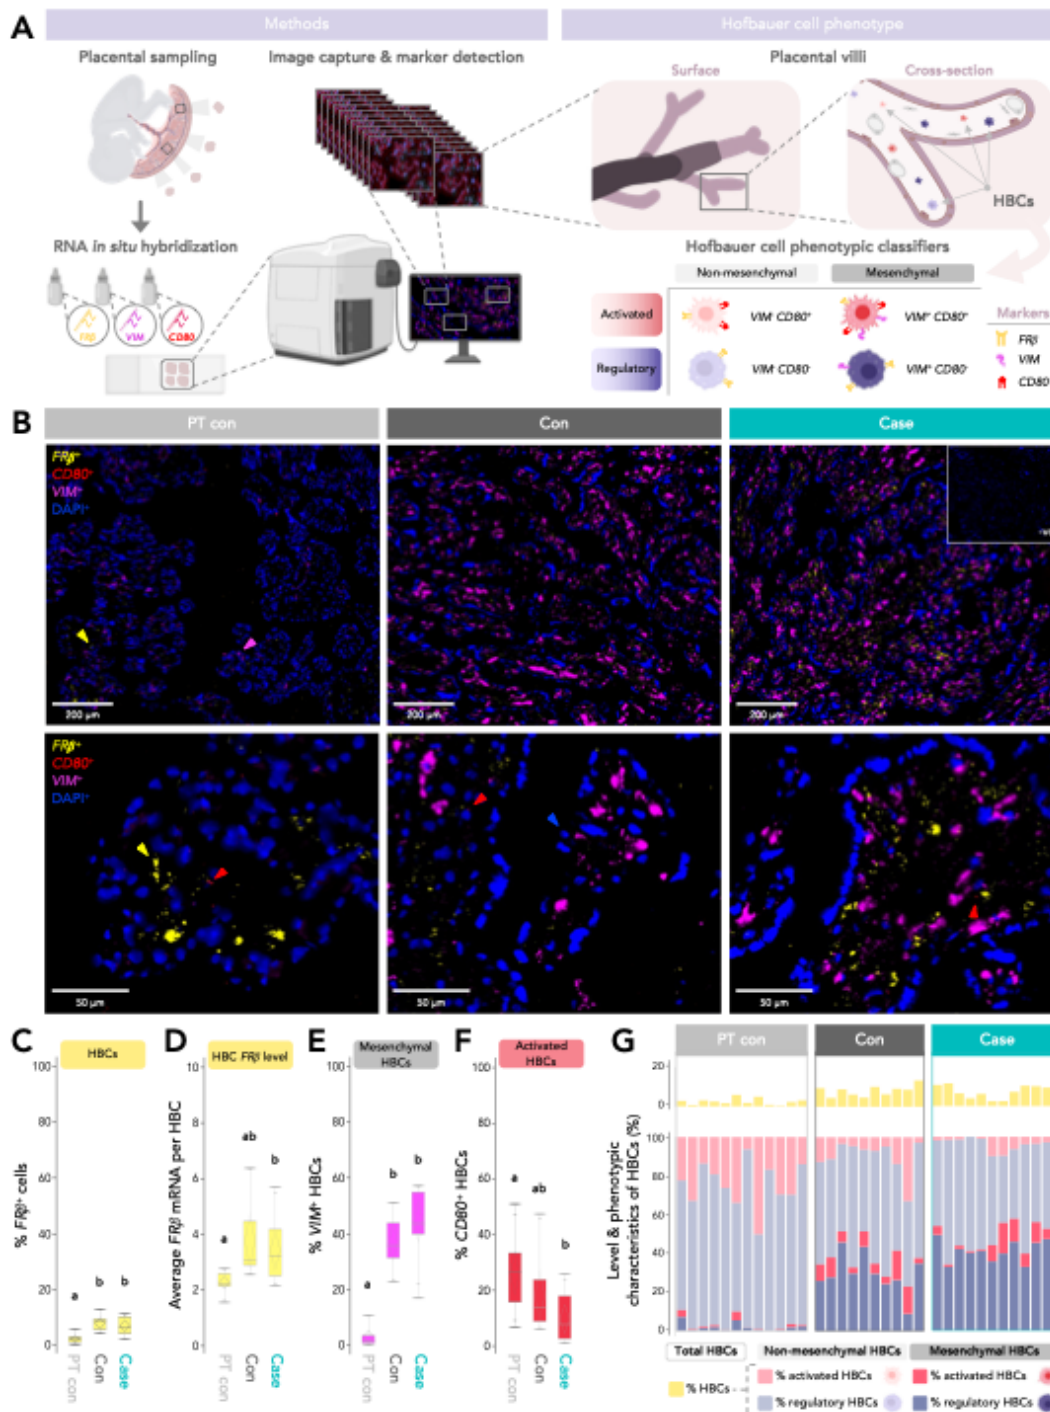 A
Methods
Hofbauer cell phenotype
Placental sampling
Image capture & marker detection
Placental villi
Surface
Cross-section
HBCs
RNA in situ hybridization
FRβ
VIM
CD80
Hofbauer cell phenotypic classifiers
Non-mesenchymal
Mesenchymal
Activated
VIM⁻ CD80⁺
VIM⁺ CD80⁺
Regulatory
VIM⁻ CD80⁻
VIM⁺ CD80⁻
Markers
FRβ
VIM
CD80
B
PT con
Con
Case
FRβ⁺
CD80⁺
VIM⁺
DAPI⁺
200 µm
200 µm
200 µm
FRβ⁺
CD80⁺
VIM⁺
DAPI⁺
50 µm
50 µm
50 µm
C
HBCs
% FRβ⁺ cells
100
80
60
40
20
0
a
b
b
PT con
Con
Case
D
HBC FRβ level
Average FRβ mRNA per HBC
10
8
6
4
2
0
a
ab
b
PT con
Con
Case
E
Mesenchymal
HBCs
% VIM⁺ HBCs
100
80
60
40
20
0
a
b
b
PT con
Con
Case
F
Activated
HBCs
% CD80⁺ HBCs
100
80
60
40
20
0
a
ab
b
PT con
Con
Case
G
PT con
Con
Case
Level & phenotypic
characteristics of HBCs (%)
20
0
100
80
60
40
20
0
Total HBCs
Non-mesenchymal HBCs
Mesenchymal HBCs
% HBCs
% activated HBCs
% activated HBCs
% regulatory HBCs
% regulatory HBCs